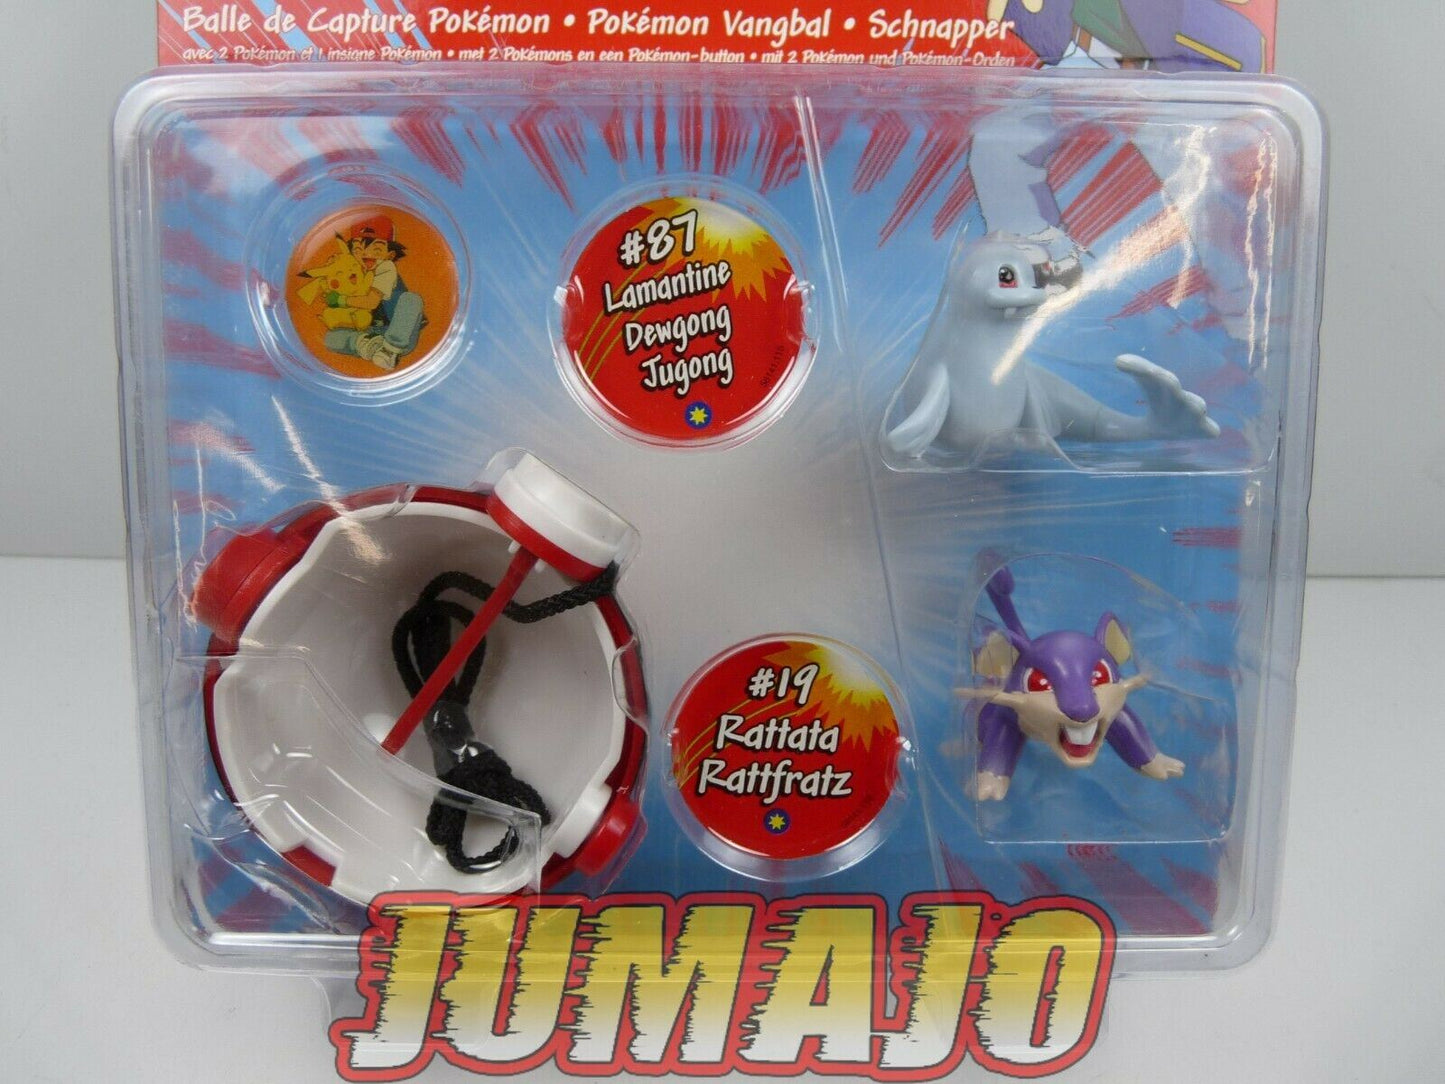 Balle de Capture Pokémon • Pokémon Vangbal • Schnapper
avec 2 Pokémon et 1 insigne Pokémon • met 2 Pokémons en een Pokémon-button • mit 2 Pokémon und Pokémon-Orden
#87
Lamantine
Dewgong
Jugong
#19
Rattata
Rattfratz
JUMAJO